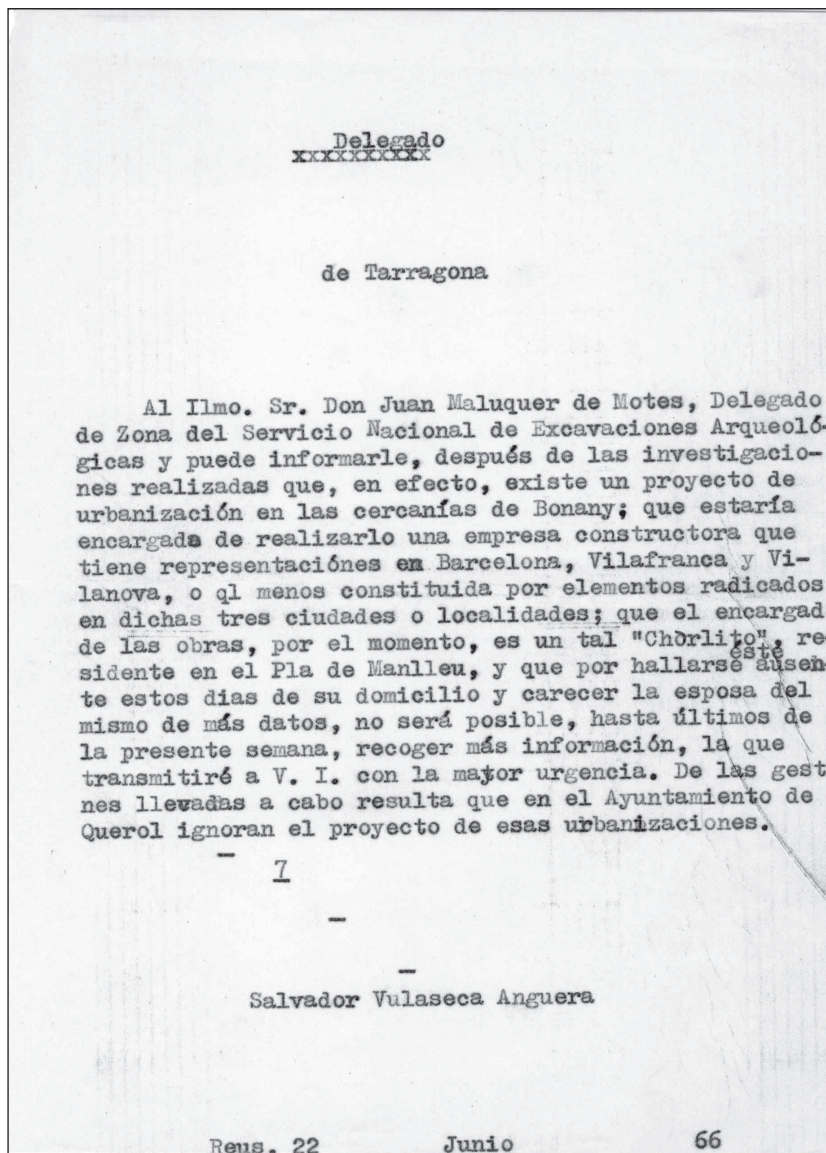 Delegado
xxxxxxxxxx
de Tarragona
Al Ilmo. Sr. Don Juan Maluquer de Motes, Delegado
de Zona del Servicio Nacional de Excavaciones Arqueoló-
gicas y puede informarle, después de las investigacio-
nes realizadas que, en efecto, existe un proyecto de
urbanización en las cercanías de Bonany; que estaría
encargada de realizarlo una empresa constructora que
tiene representaciónes en Barcelona, Vilafranca y Vi-
lanova, o ql menos constituida por elementos radicados
en dichas tres ciudades o localidades; que el encargad
de las obras, por el momento, es un tal "Chorlito", re-
este
sidente en el Pla de Manlleu, y que por hallarse ausen-
te estos dias de su domicilio y carecer la esposa del
mismo de más datos, no será posible, hasta últimos de
la presente semana, recoger más información, la que
transmitiré a V. I. con la mayor urgencia. De las gest
nes llevadas a cabo resulta que en el Ayuntamiento de
Querol ignoran el proyecto de esas urbanizaciones.
7
Salvador Vulaseca Anguera
Reus. 22 Junio 66